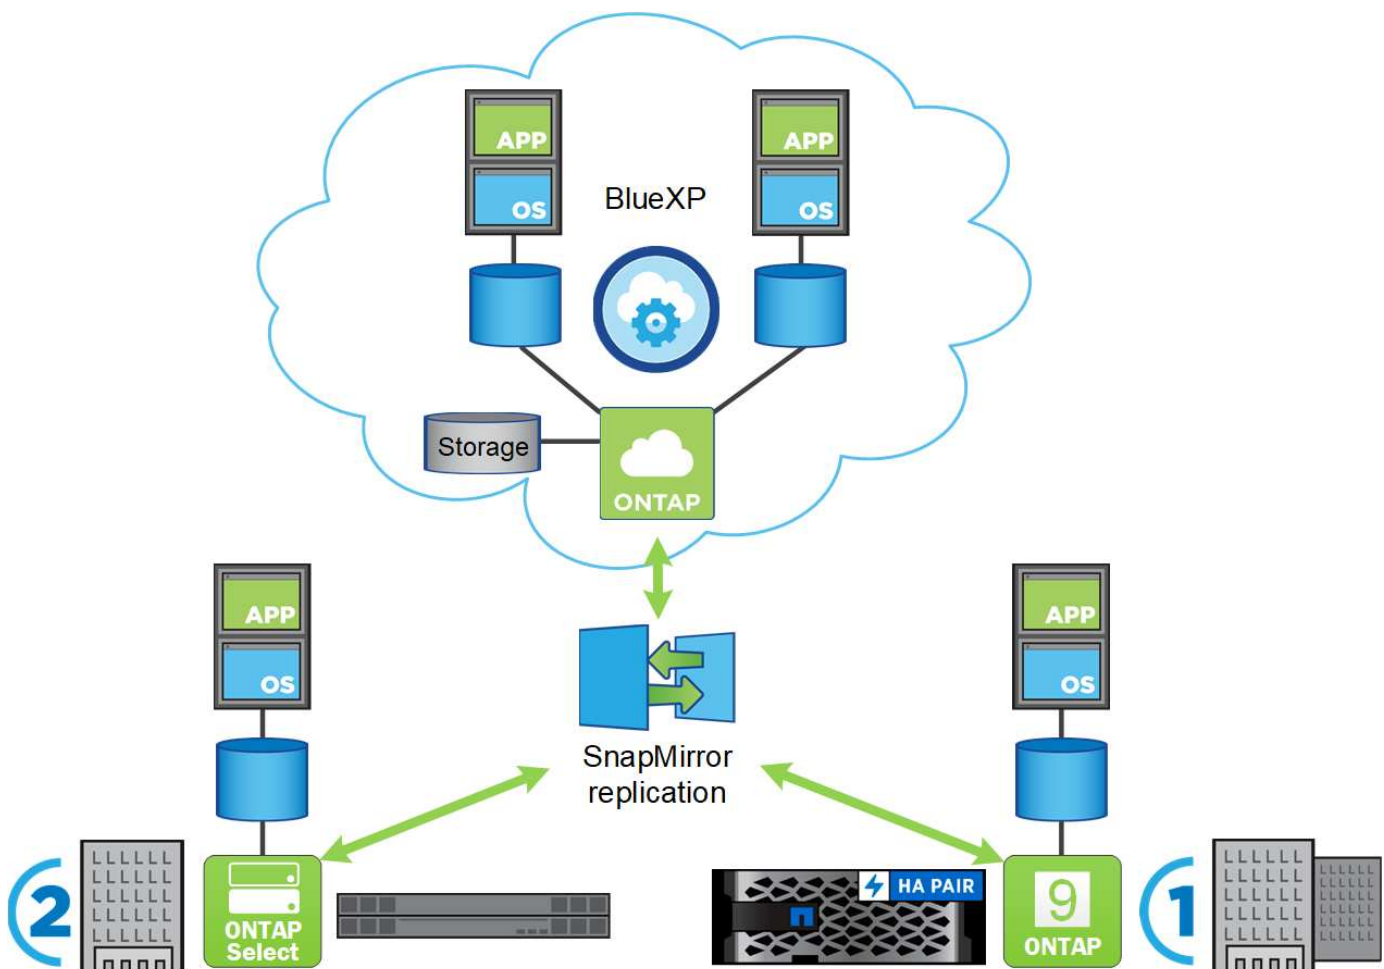 APP
APP
BlueXP
OS
OS
Storage
ONTAP
APP
APP
OS
OS
SnapMirror
replication
2
ONTAP
Select
HA PAIR
9
ONTAP
1